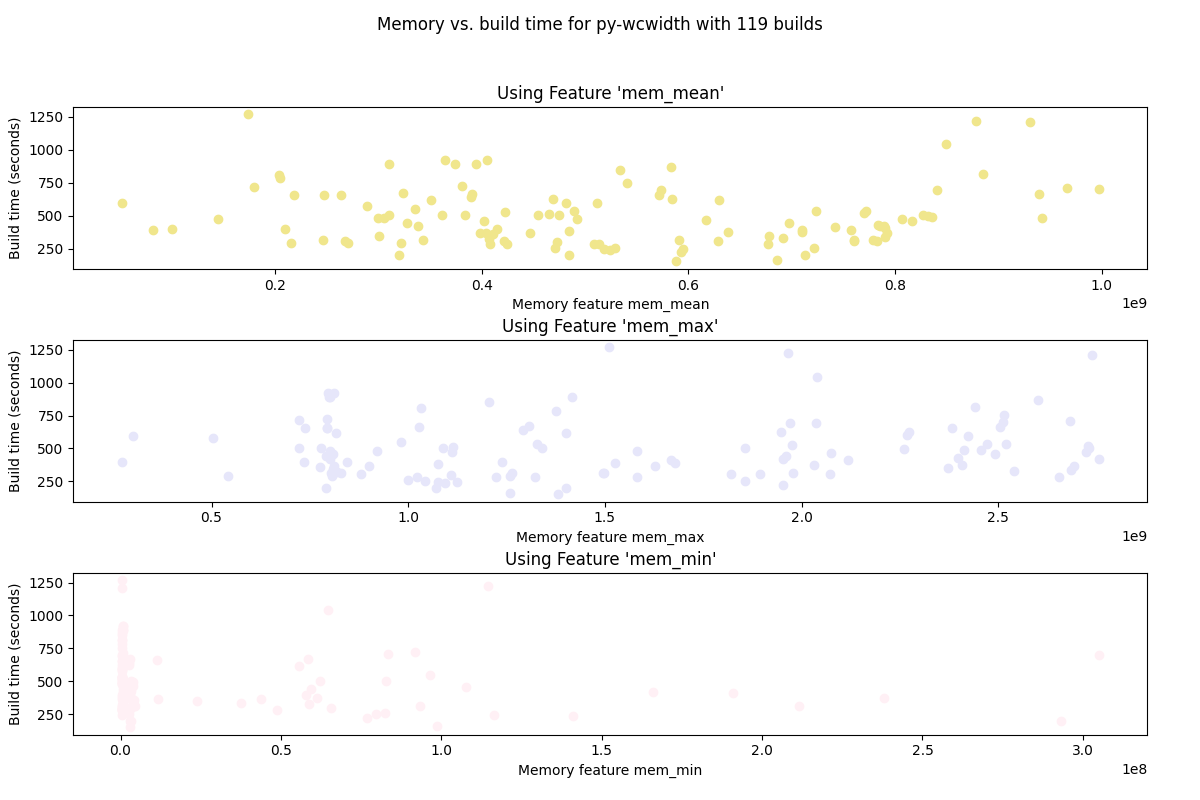 Memory vs. build time for py-wcwidth with 119 builds
Using Feature 'mem_mean'
Build time (seconds)
1250
1000
750
500
250
0.2 0.4 0.6 0.8 1.0
1e9
Memory feature mem_mean
Using Feature 'mem_max'
Build time (seconds)
1250
1000
750
500
250
0.5 1.0 1.5 2.0 2.5
1e9
Memory feature mem_max
Using Feature 'mem_min'
Build time (seconds)
1250
1000
750
500
250
0.0 0.5 1.0 1.5 2.0 2.5 3.0
1e8
Memory feature mem_min